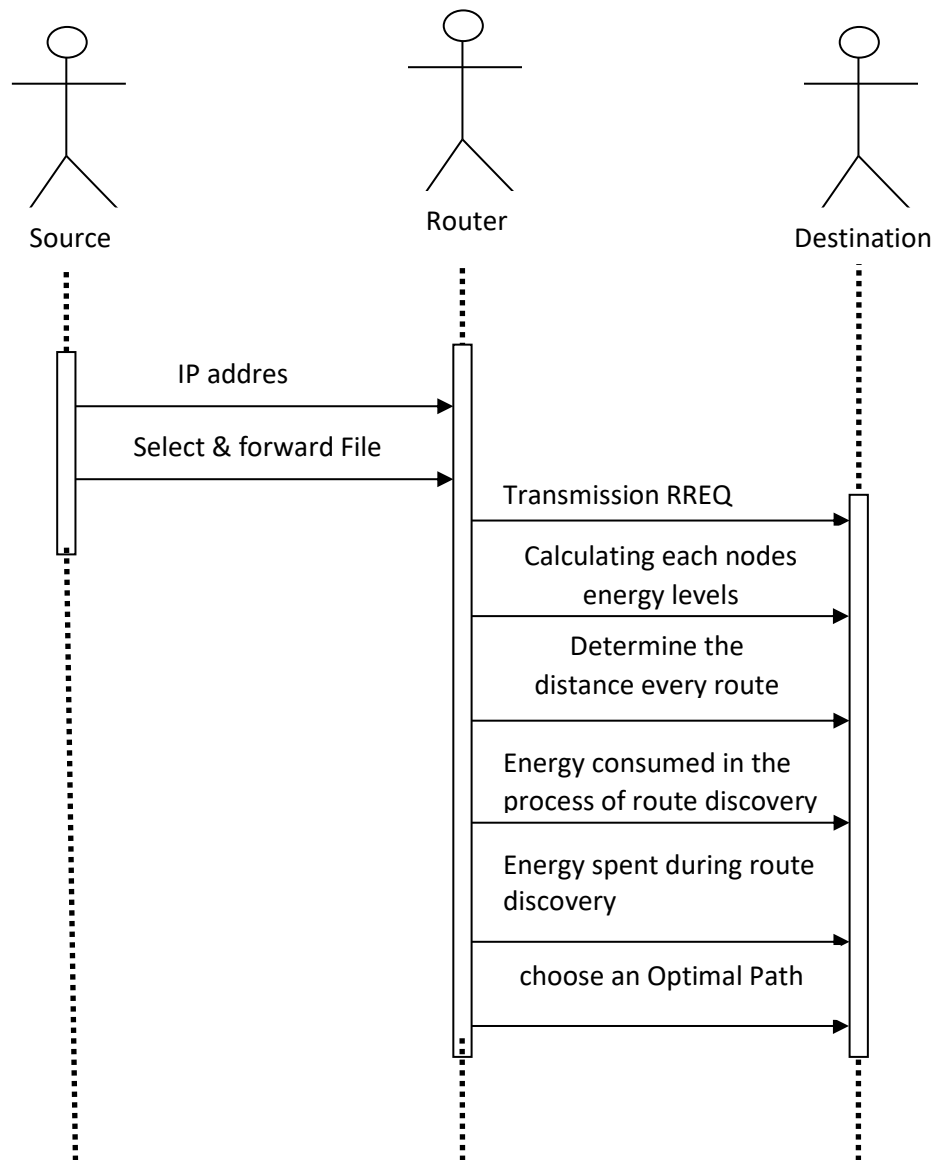 Source
Router
Destination
IP addres
Select & forward File
Transmission RREQ
Calculating each nodes
energy levels
Determine the
distance every route
Energy consumed in the
process of route discovery
Energy spent during route
discovery
choose an Optimal Path